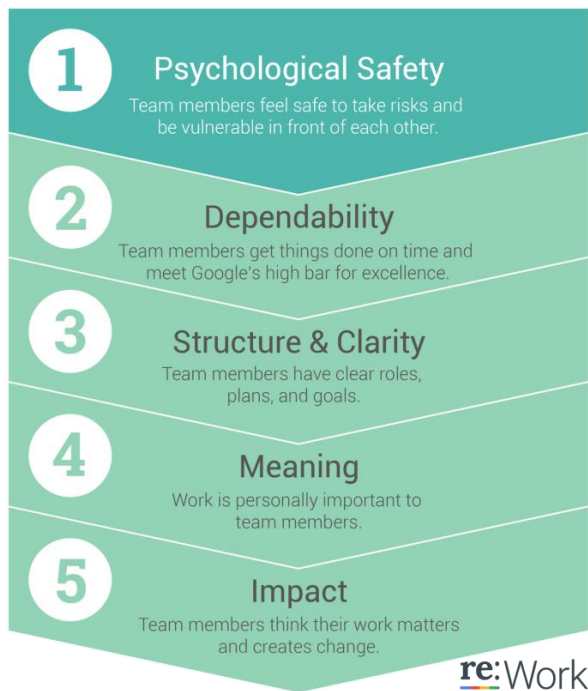 1
Psychological Safety
Team members feel safe to take risks and
be vulnerable in front of each other.
2
Dependability
Team members get things done on time and
meet Google's high bar for excellence.
3
Structure & Clarity
Team members have clear roles,
plans, and goals.
4
Meaning
Work is personally important to
team members.
5
Impact
Team members think their work matters
and creates change.
re:Work